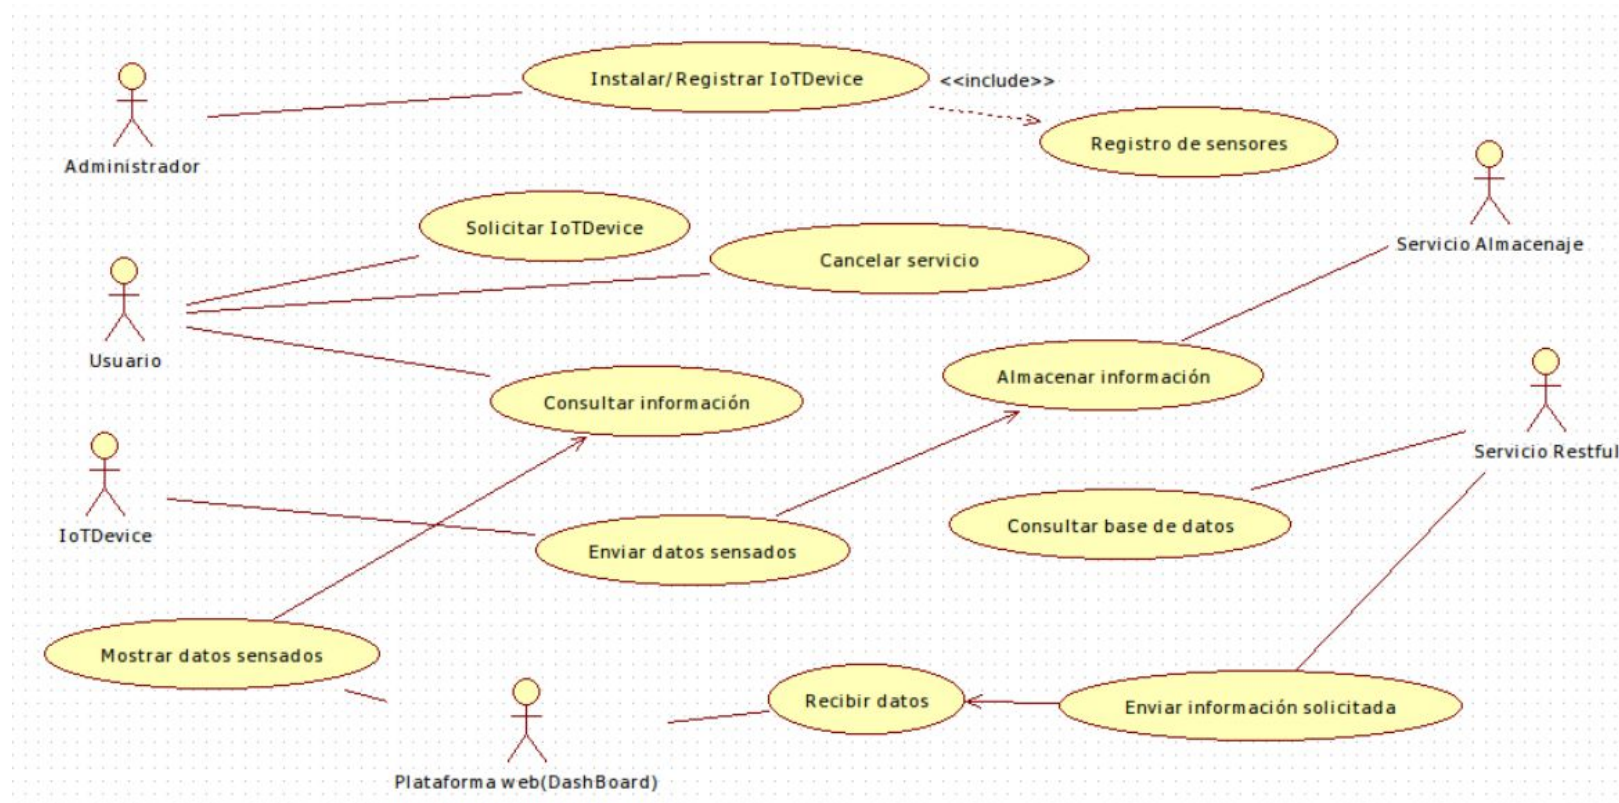 Instalar/Registrar IoTDevice
<<include>>
Registro de sensores
Administrador
Solicitar IoTDevice
Cancelar servicio
Servicio Almacenaje
Usuario
Almacenar información
Consultar información
Servicio Restful
IoTDevice
Consultar base de datos
Enviar datos sensados
Mostrar datos sensados
Recibir datos
Enviar información solicitada
Plataforma web(DashBoard)